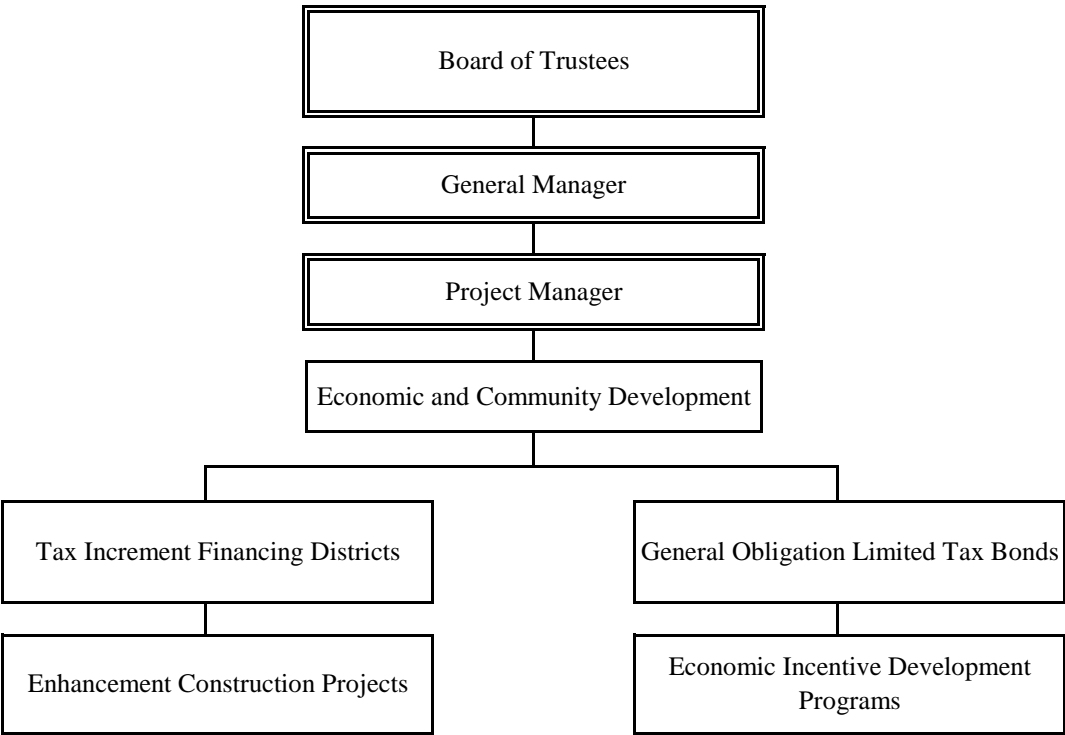 Board of Trustees
General Manager
Project Manager
Economic and Community Development
Tax Increment Financing Districts
General Obligation Limited Tax Bonds
Enhancement Construction Projects
Economic Incentive Development
Programs